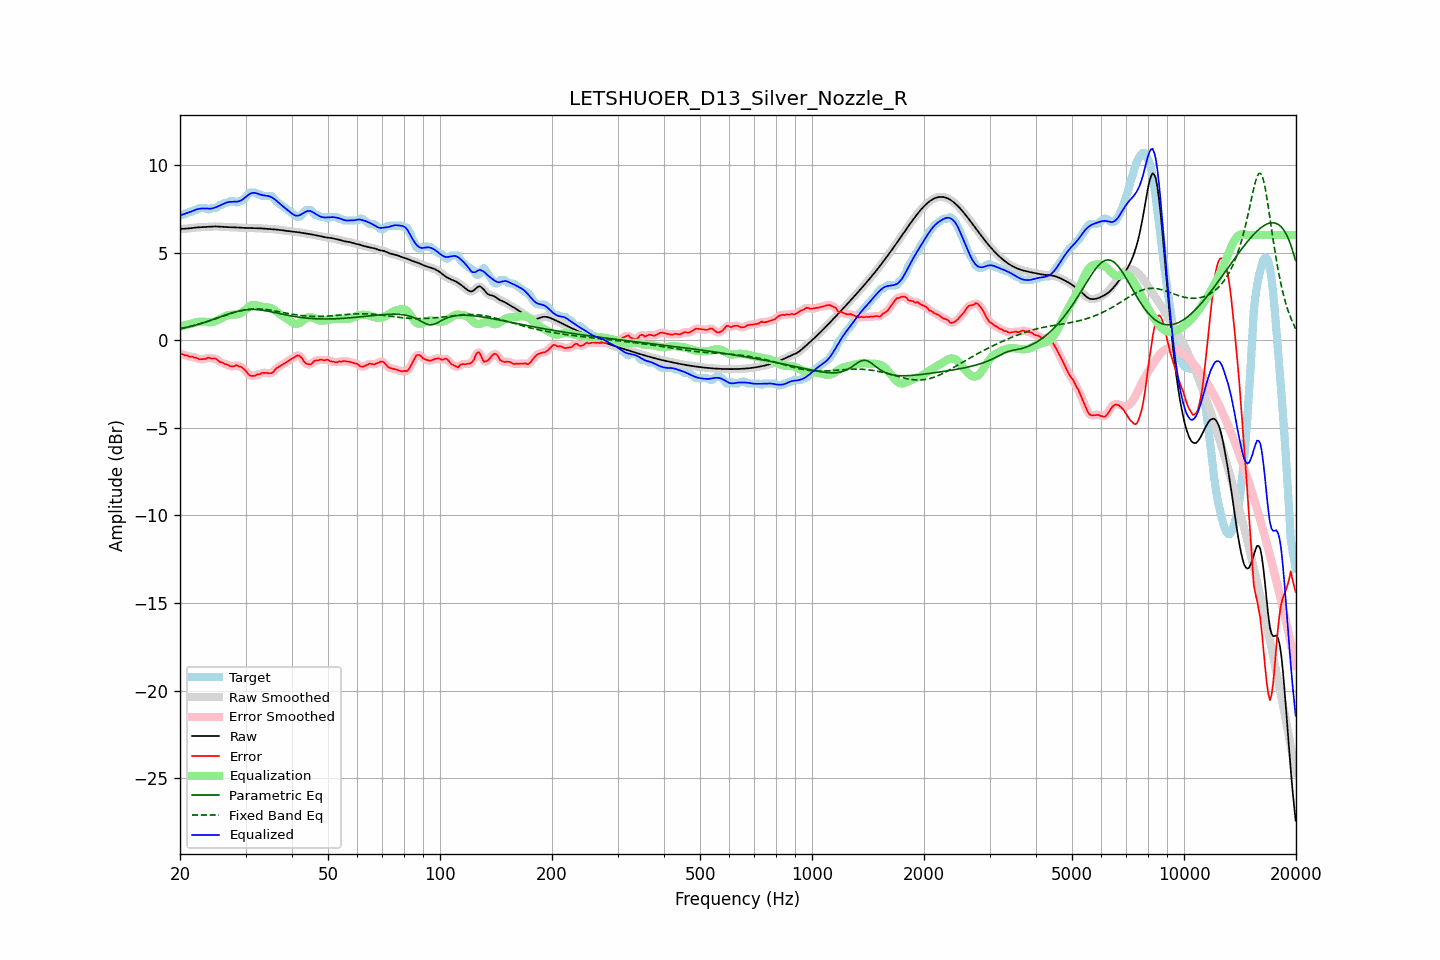 LETSHUOER_D13_Silver_Nozzle_R
Amplitude (dBr)
10
5
0
−5
−10
−15
−20
−25
Target
Raw Smoothed
Error Smoothed
Raw
Error
Equalization
Parametric Eq
Fixed Band Eq
Equalized
20 50 100 200 500 1000 2000 5000 10000 20000
Frequency (Hz)